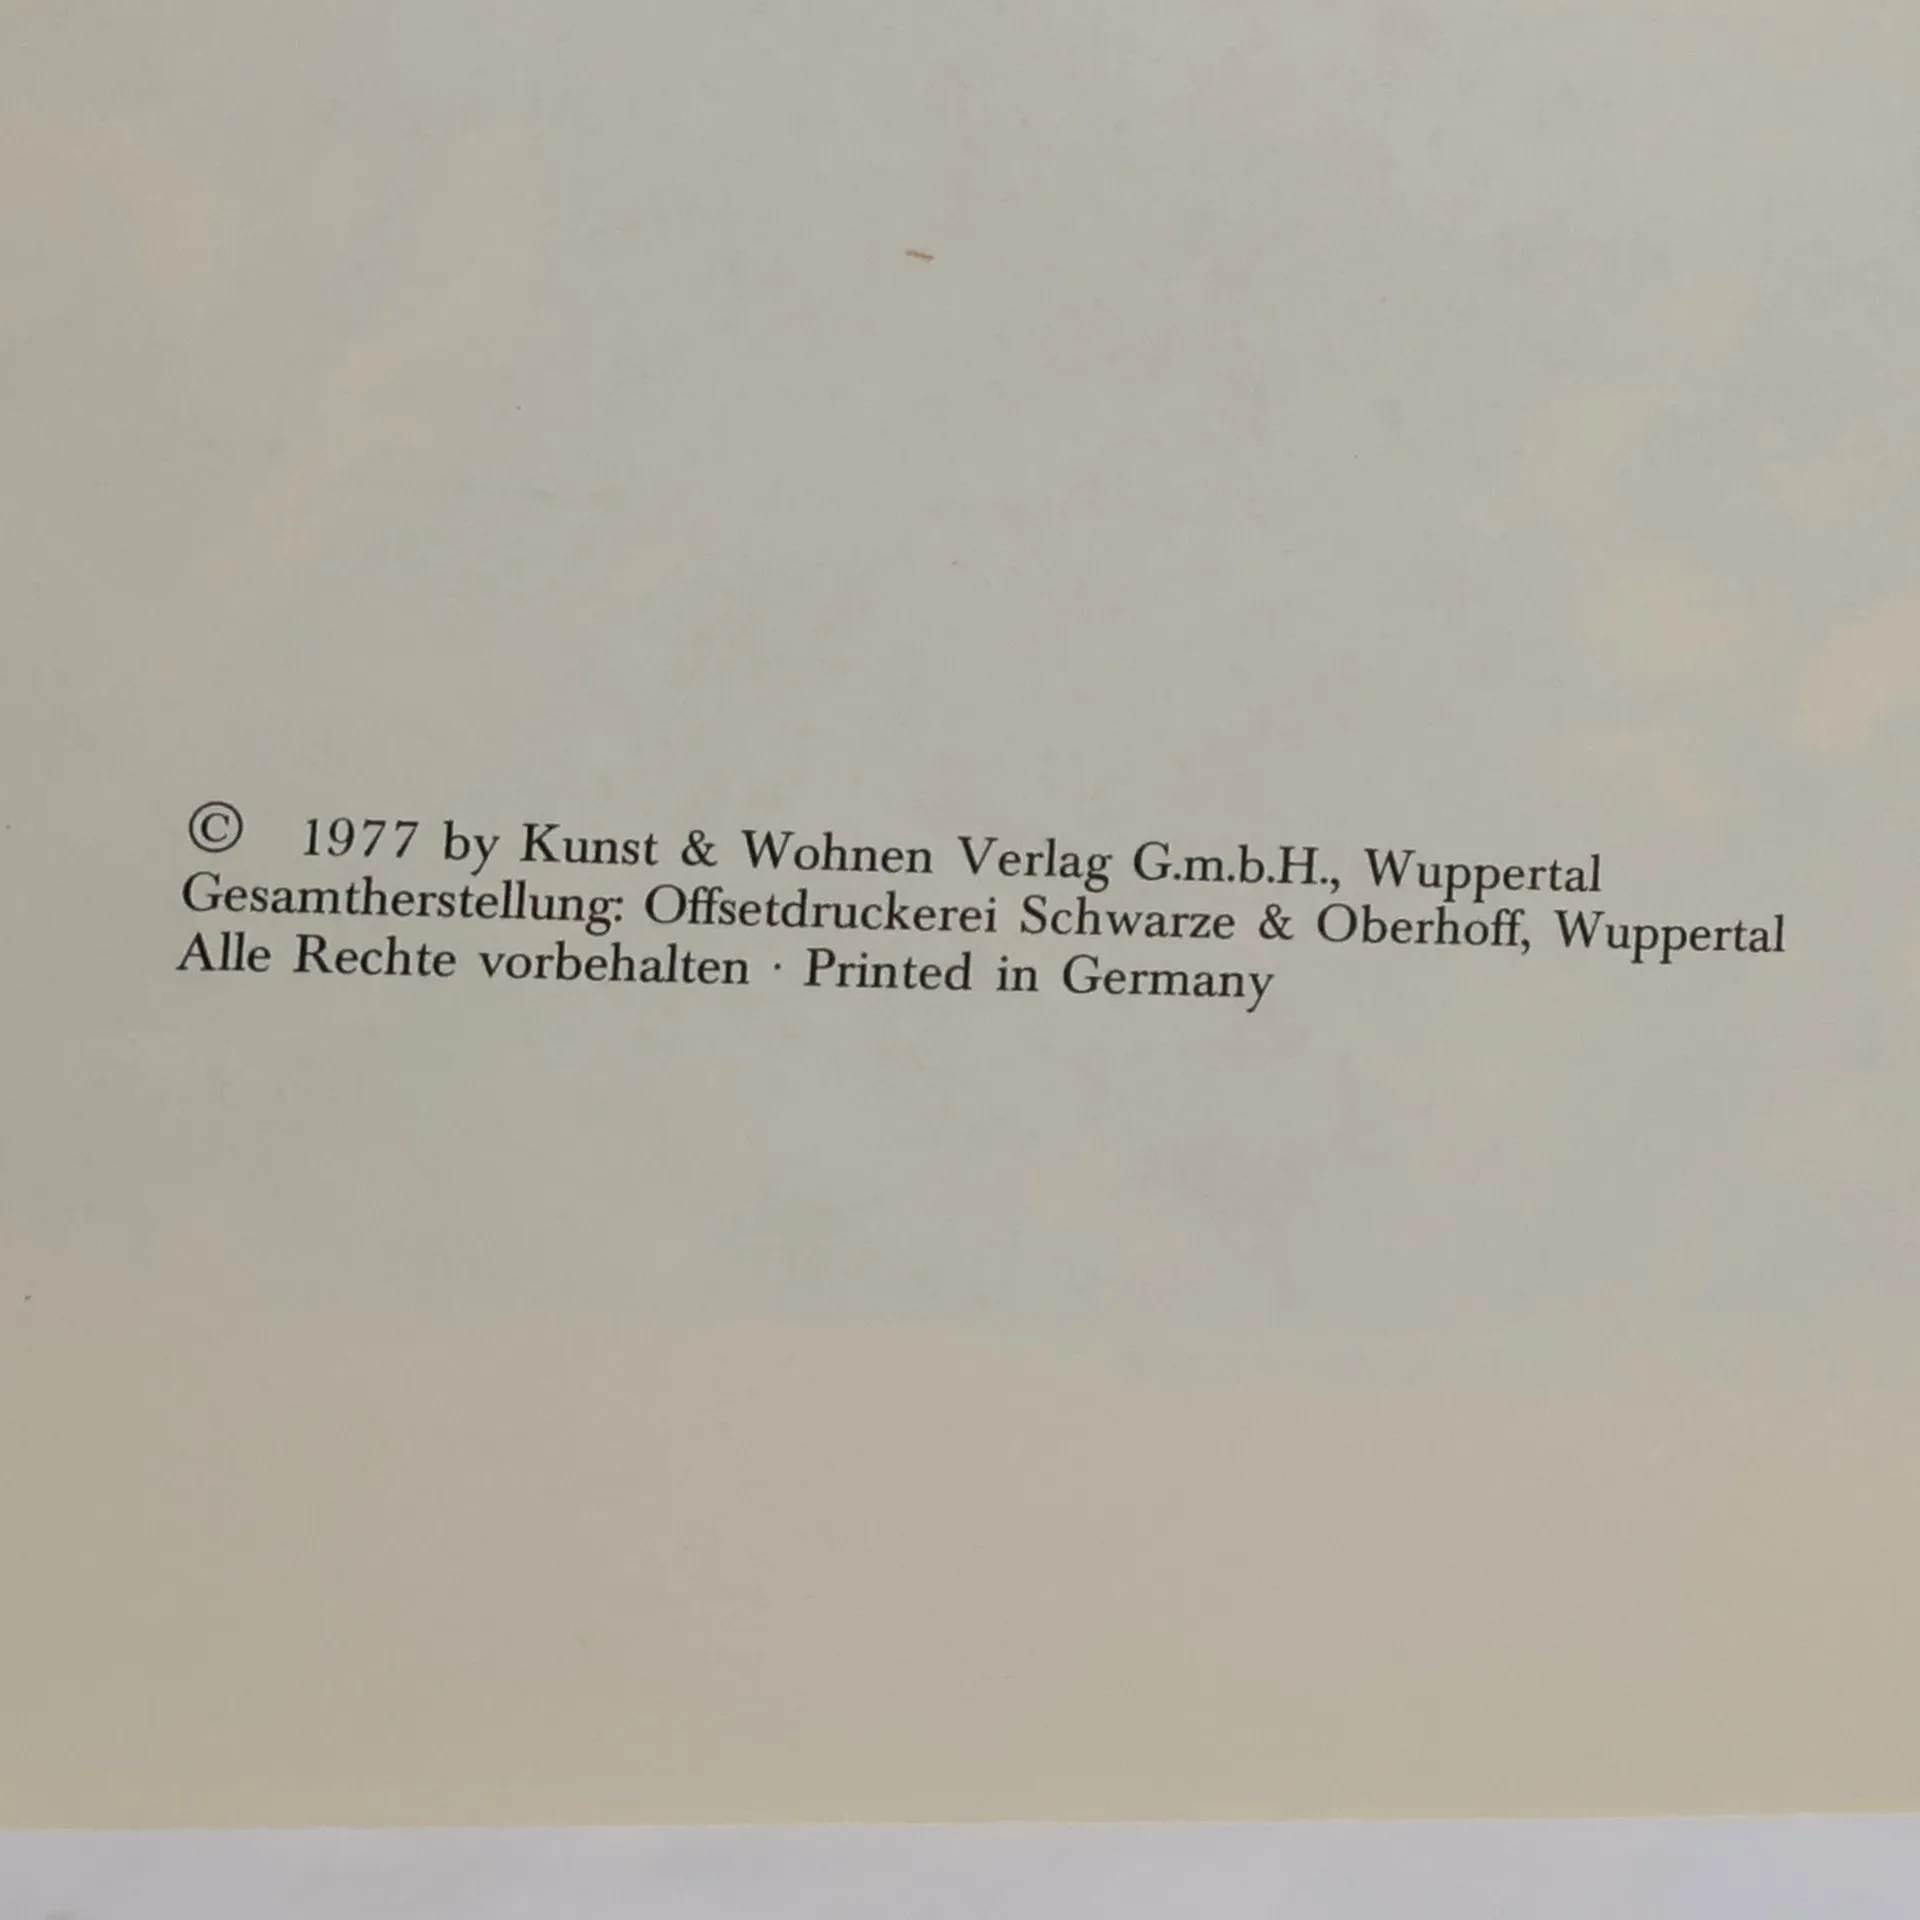 © 1977 by Kunst & Wohnen Verlag G.m.b.H., Wuppertal
Gesamtherstellung: Offsetdruckerei Schwarze & Oberhoff, Wuppertal
Alle Rechte vorbehalten · Printed in Germany